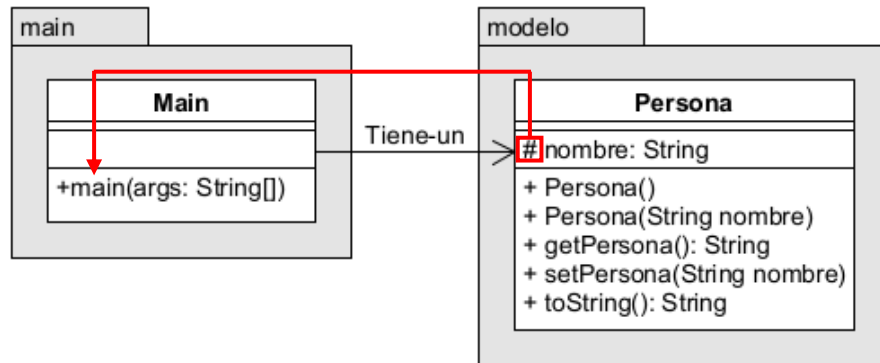 main
Main
+main(args: String[])
Tiene-un
modelo
Persona
# nombre: String
+ Persona()
+ Persona(String nombre)
+ getPersona(): String
+ setPersona(String nombre)
+ toString(): String